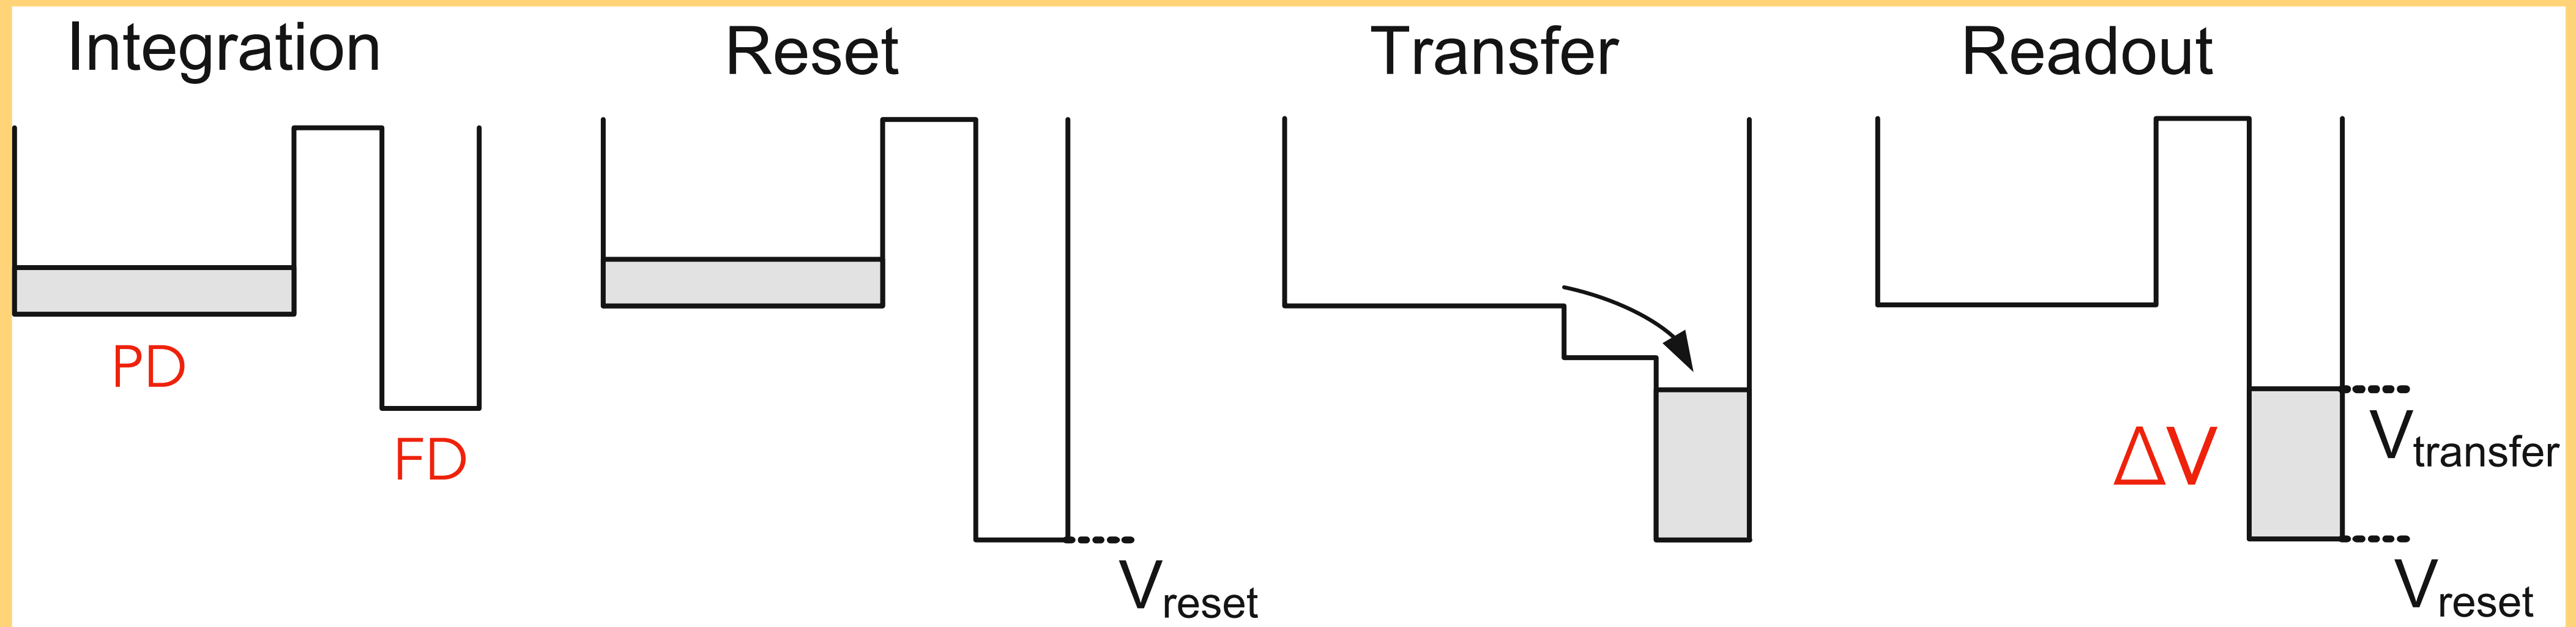 Integration
Reset
Transfer
Readout
PD
FD
Vreset
ΔV
Vtransfer
Vreset